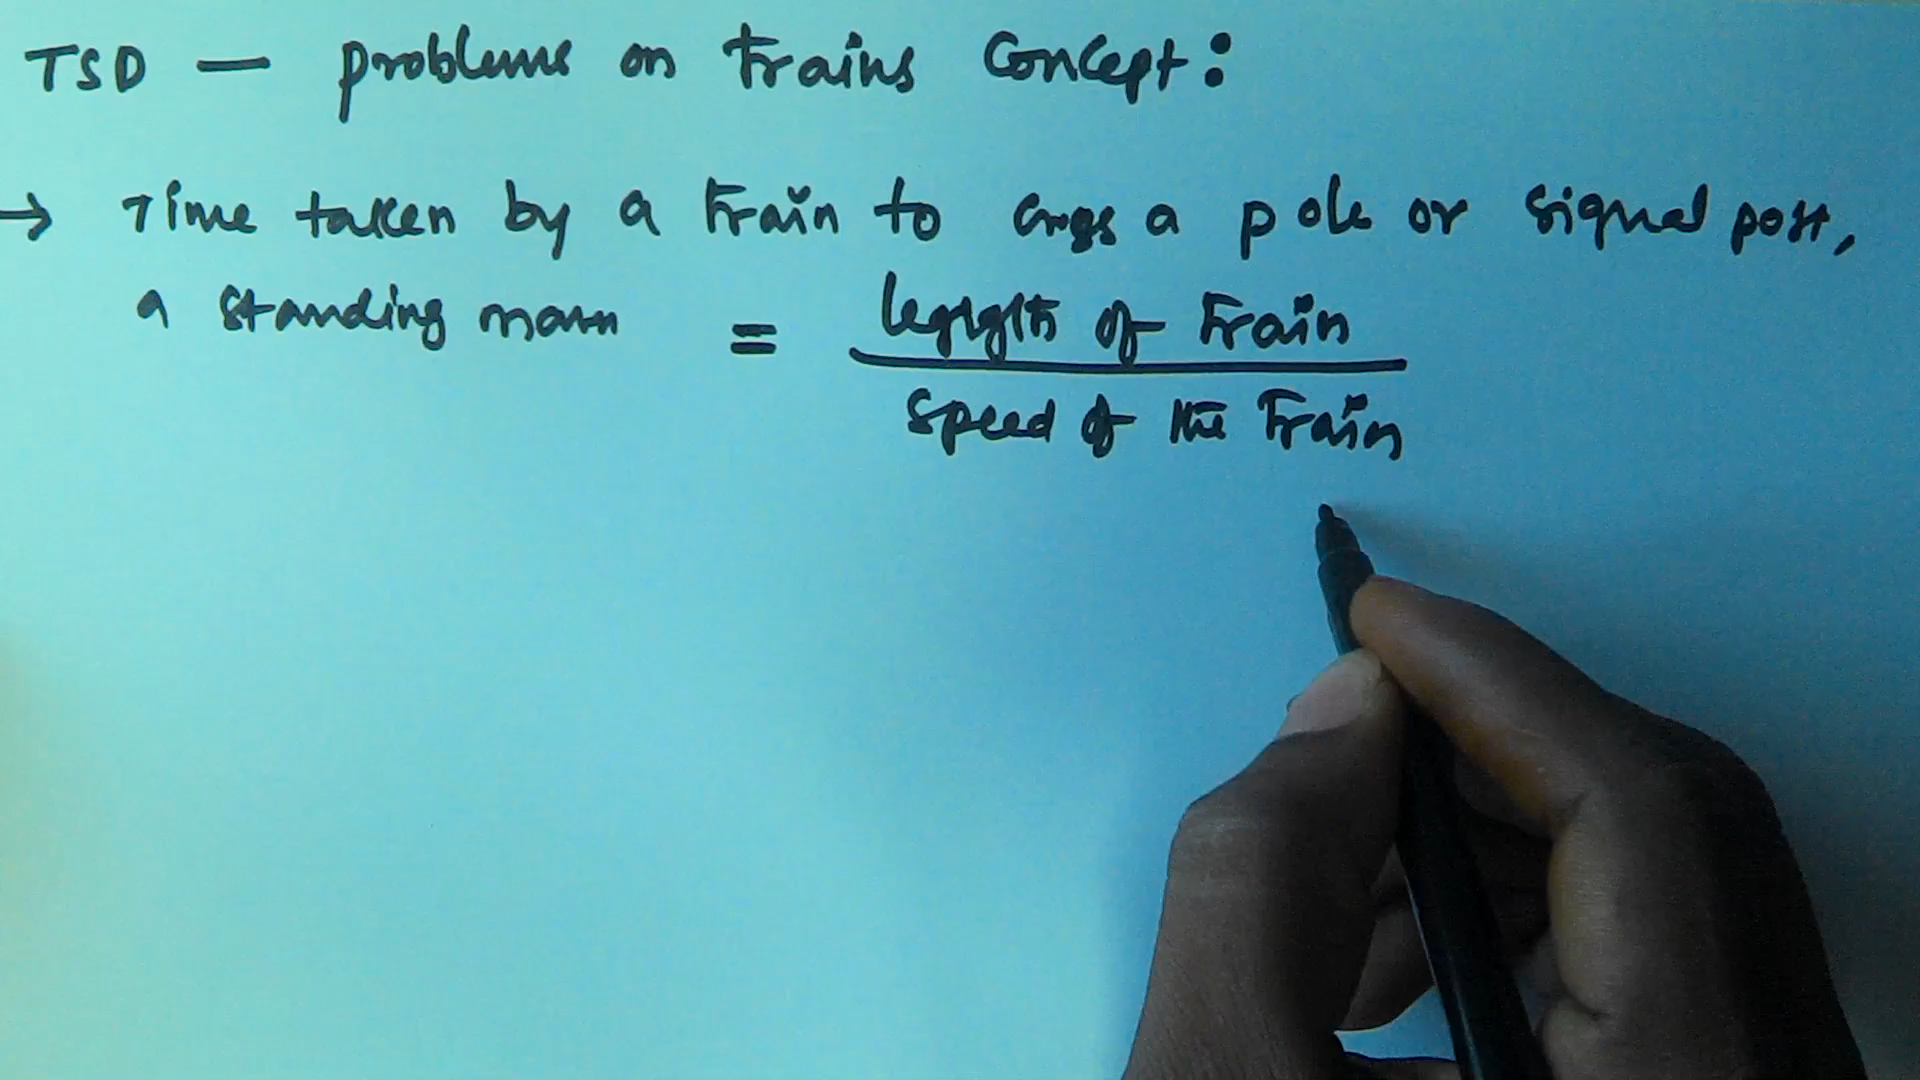 TSD — problems on trains concept:
→ Time taken by a train to cross a pole or signal post,
a standing man = length of train
speed of the train